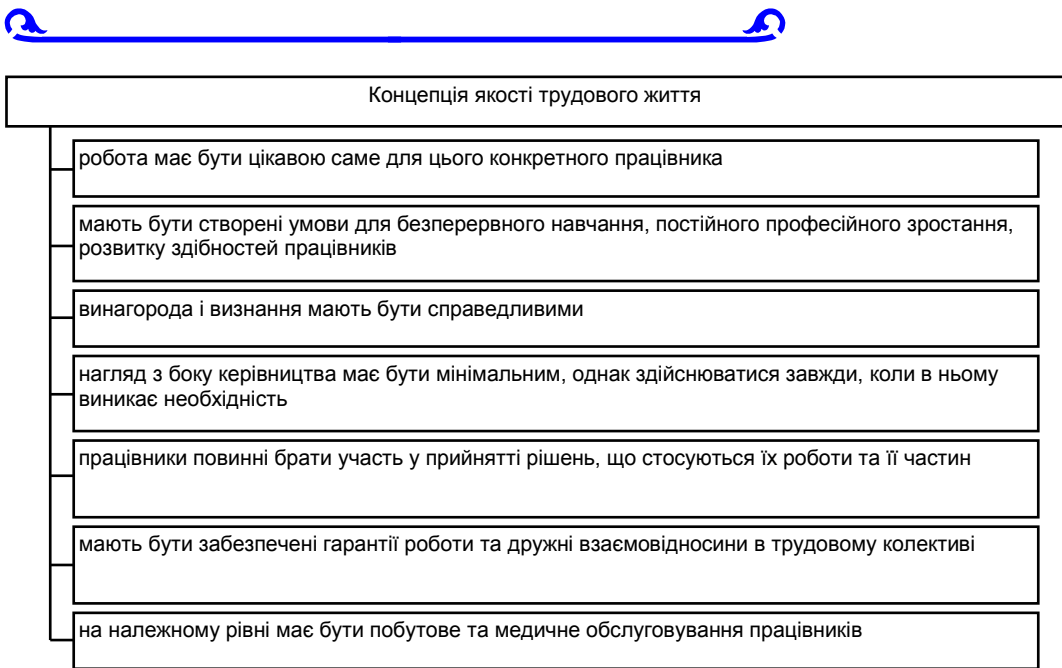 Концепція якості трудового життя
робота має бути цікавою саме для цього конкретного працівника
мають бути створені умови для безперервного навчання, постійного професійного зростання,
розвитку здібностей працівників
винагорода і визнання мають бути справедливими
нагляд з боку керівництва має бути мінімальним, однак здійснюватися завжди, коли в ньому
виникає необхідність
працівники повинні брати участь у прийнятті рішень, що стосуються їх роботи та її частин
мають бути забезпечені гарантії роботи та дружні взаємовідносини в трудовому колективі
на належному рівні має бути побутове та медичне обслуговування працівників